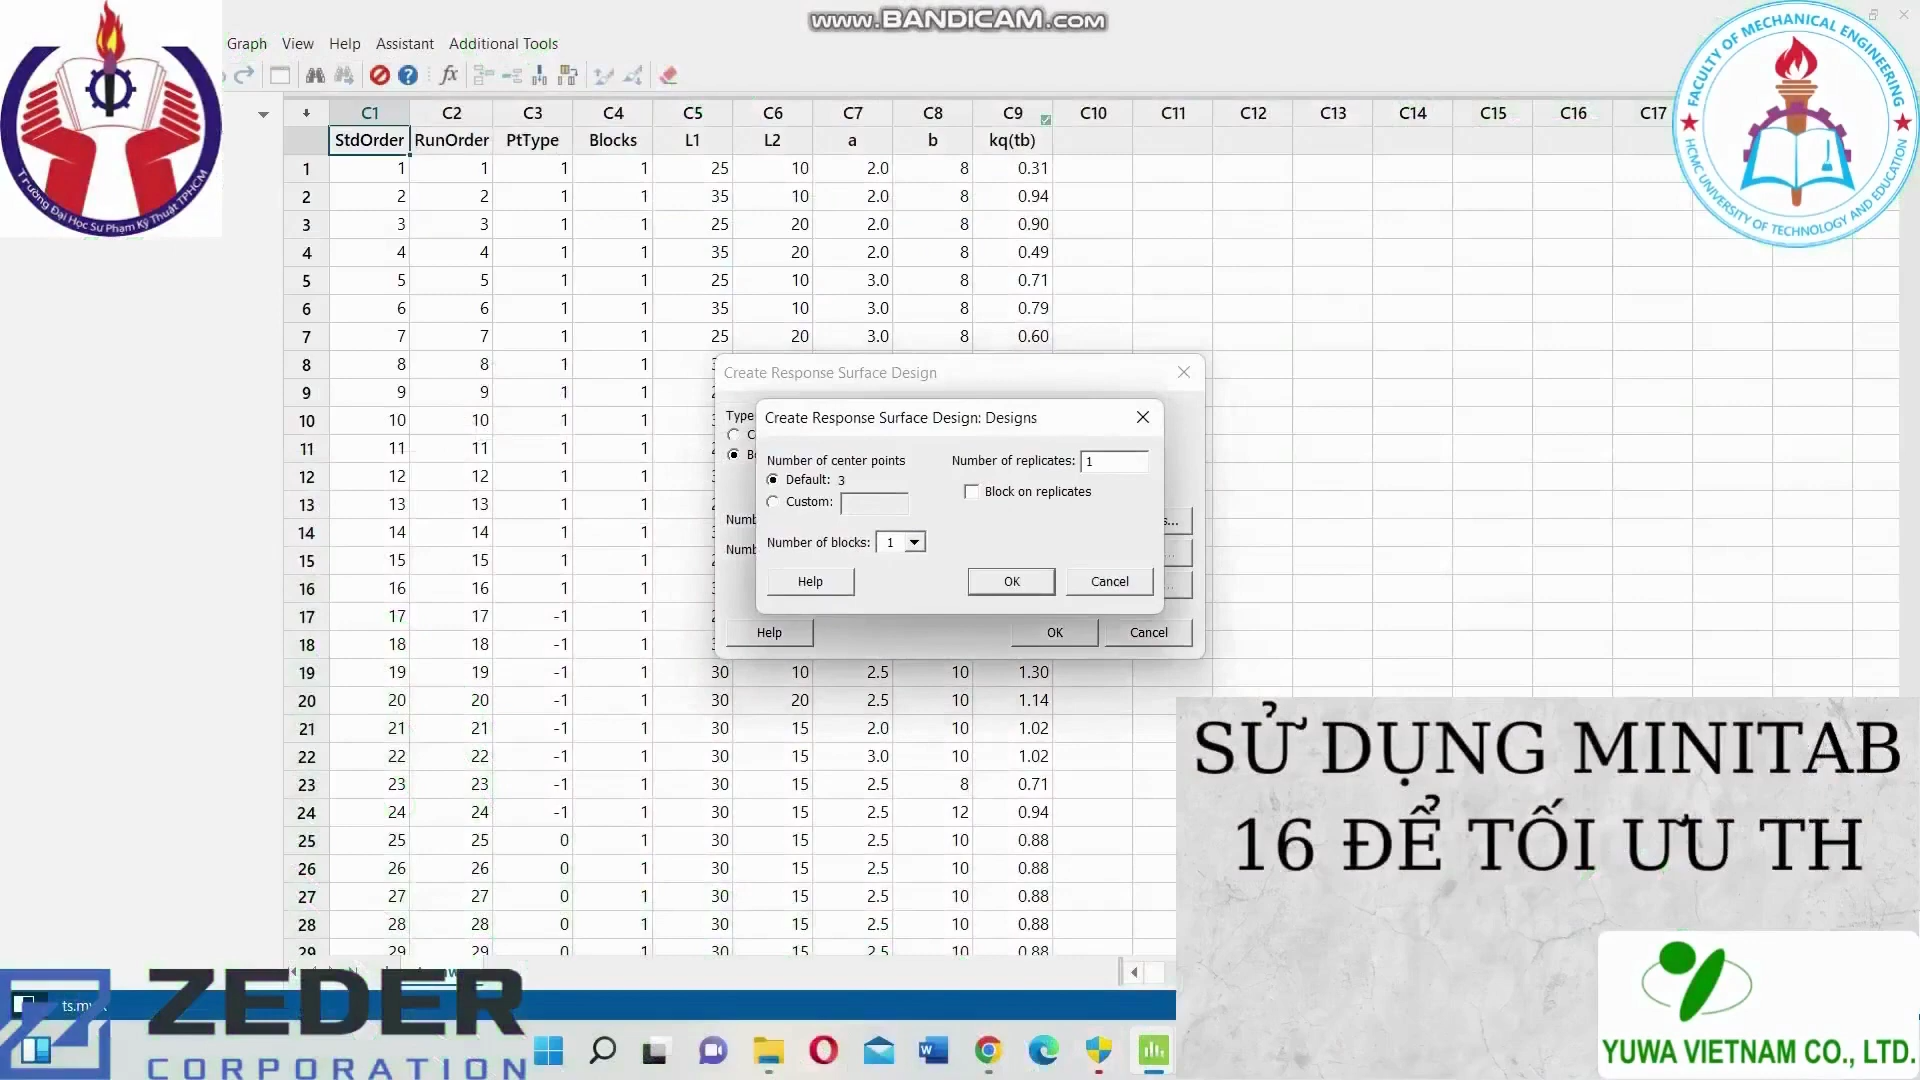 www.BANDICAM.com
Graph View Help Assistant Additional Tools
C1 C2 C3 C4 C5 C6 C7 C8 C9 C10 C11 C12 C13 C14 C15 C16 C17
StdOrder RunOrder PtType Blocks L1 L2 a b kq(tb)
1 1 1 1 1 25 10 2.0 8 0.31
2 2 2 1 1 35 10 2.0 8 0.94
3 3 3 1 1 25 20 2.0 8 0.90
4 4 4 1 1 35 20 2.0 8 0.49
5 5 5 1 1 25 10 3.0 8 0.71
6 6 6 1 1 35 10 3.0 8 0.79
7 7 7 1 1 25 20 3.0 8 0.60
8 8 8 1 1
9 9 9 1 1
10 10 10 1 1
11 11 11 1 1
12 12 12 1 1
13 13 13 1 1
14 14 14 1 1
15 15 15 1 1
16 16 16 1 1
17 17 17 -1 1
18 18 18 -1 1
19 19 19 -1 1 30 10 2.5 10 1.30
20 20 20 -1 1 30 20 2.5 10 1.14
21 21 21 -1 1 30 15 2.0 10 1.02
22 22 22 -1 1 30 15 3.0 10 1.02
23 23 23 -1 1 30 15 2.5 8 0.71
24 24 24 -1 1 30 15 2.5 12 0.94
25 25 25 0 1 30 15 2.5 10 0.88
26 26 26 0 1 30 15 2.5 10 0.88
27 27 27 0 1 30 15 2.5 10 0.88
28 28 28 0 1 30 15 2.5 10 0.88
29 29 29 0 1 30 15 2.5 10 0.88
Create Response Surface Design
Type
Create Response Surface Design: Designs
Number of center points
Number of replicates: 1
Default: 3
Block on replicates
Custom:
Number of blocks: 1
Help OK Cancel
Help OK Cancel
Trường Đại Học Sư Phạm Kỹ Thuật TPHCM
FACULTY OF MECHANICAL ENGINEERING
HCMC UNIVERSITY OF TECHNOLOGY AND EDUCATION
SỬ DỤNG MINITAB
16 ĐỂ TỐI ƯU TH
ZEDER
CORPORATION
YUWA VIETNAM CO., LTD.